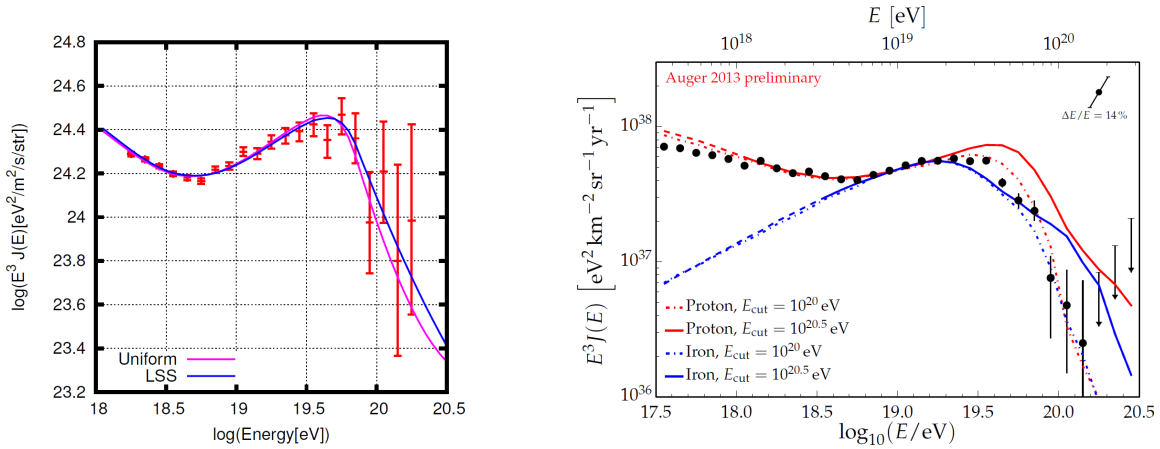 24.8
24.6
24.4
24.2
24
23.8
23.6
23.4
23.2
log(E³ J(E)[eV²/m²/s/str])
Uniform
LSS
18 18.5 19 19.5 20 20.5
log(Energy[eV])
E [eV]
10¹⁸ 10¹⁹ 10²⁰
Auger 2013 preliminary
ΔE/E = 14%
10³⁸
10³⁷
10³⁶
E³J(E) [eV² km⁻² sr⁻¹ yr⁻¹]
Proton, E_cut = 10²⁰ eV
Proton, E_cut = 10²⁰·⁵ eV
Iron, E_cut = 10²⁰ eV
Iron, E_cut = 10²⁰·⁵ eV
17.5 18.0 18.5 19.0 19.5 20.0 20.5
log₁₀(E/eV)